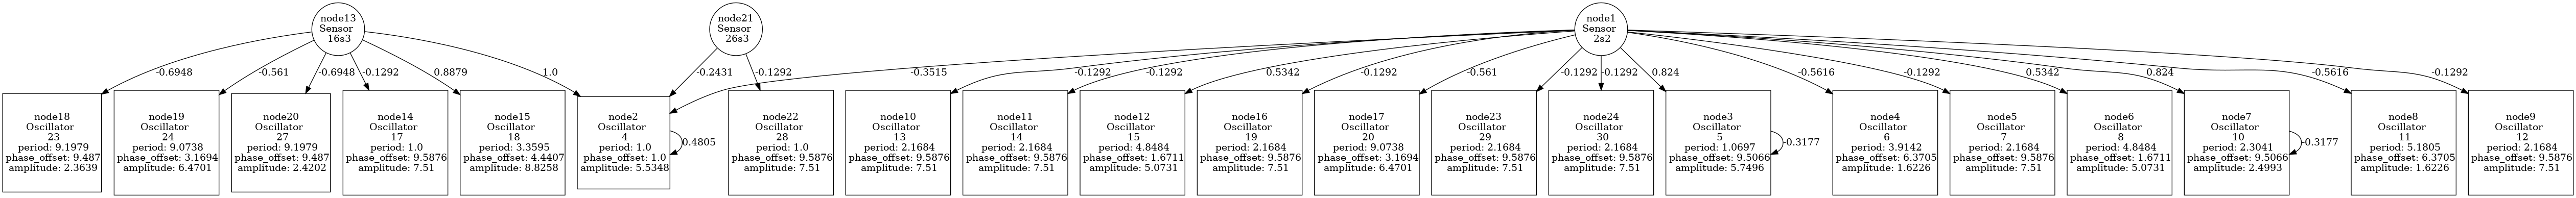 node13
Sensor
16s3
node21
Sensor
26s3
node1
Sensor
2s2
-0.6948
-0.561
-0.6948
-0.1292
0.8879
1.0
-0.2431
-0.1292
-0.3515
-0.1292
-0.1292
0.5342
-0.1292
-0.561
-0.1292
-0.1292
0.824
-0.5616
-0.1292
0.5342
0.824
-0.5616
-0.1292
node18
Oscillator
23
period: 9.1979
phase_offset: 9.487
amplitude: 2.3639
node19
Oscillator
24
period: 9.0738
phase_offset: 3.1694
amplitude: 6.4701
node20
Oscillator
27
period: 9.1979
phase_offset: 9.487
amplitude: 2.4202
node14
Oscillator
17
period: 1.0
phase_offset: 9.5876
amplitude: 7.51
node15
Oscillator
18
period: 3.3595
phase_offset: 4.4407
amplitude: 8.8258
node2
Oscillator
4
period: 1.0
phase_offset: 1.0
amplitude: 5.5348
0.4805
node22
Oscillator
28
period: 1.0
phase_offset: 9.5876
amplitude: 7.51
node10
Oscillator
13
period: 2.1684
phase_offset: 9.5876
amplitude: 7.51
node11
Oscillator
14
period: 2.1684
phase_offset: 9.5876
amplitude: 7.51
node12
Oscillator
15
period: 4.8484
phase_offset: 1.6711
amplitude: 5.0731
node16
Oscillator
19
period: 2.1684
phase_offset: 9.5876
amplitude: 7.51
node17
Oscillator
20
period: 9.0738
phase_offset: 3.1694
amplitude: 6.4701
node23
Oscillator
29
period: 2.1684
phase_offset: 9.5876
amplitude: 7.51
node24
Oscillator
30
period: 2.1684
phase_offset: 9.5876
amplitude: 7.51
node3
Oscillator
5
period: 1.0697
phase_offset: 9.5066
amplitude: 5.7496
-0.3177
node4
Oscillator
6
period: 3.9142
phase_offset: 6.3705
amplitude: 1.6226
node5
Oscillator
7
period: 2.1684
phase_offset: 9.5876
amplitude: 7.51
node6
Oscillator
8
period: 4.8484
phase_offset: 1.6711
amplitude: 5.0731
node7
Oscillator
10
period: 2.3041
phase_offset: 9.5066
amplitude: 2.4993
-0.3177
node8
Oscillator
11
period: 5.1805
phase_offset: 6.3705
amplitude: 1.6226
node9
Oscillator
12
period: 2.1684
phase_offset: 9.5876
amplitude: 7.51